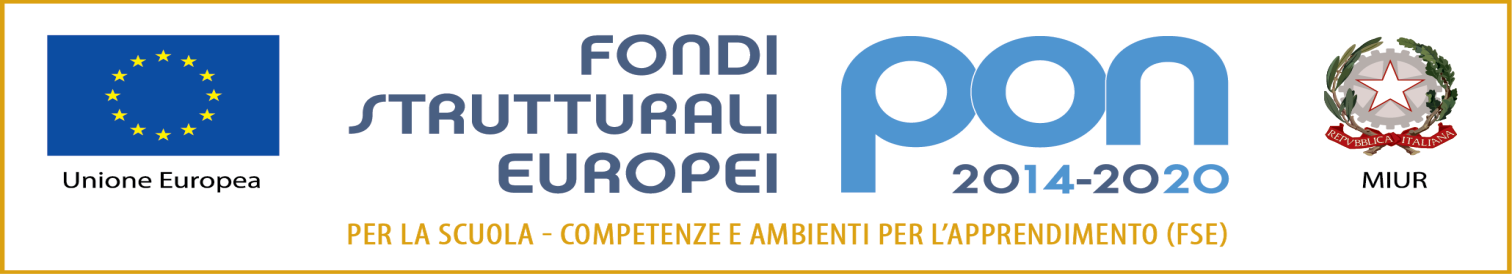 Unione Europea
FONDI
STRUTTURALI
EUROPEI
pon
2014-2020
REPVBBLICA ITALIANA
MIUR
PER LA SCUOLA - COMPETENZE E AMBIENTI PER L'APPRENDIMENTO (FSE)